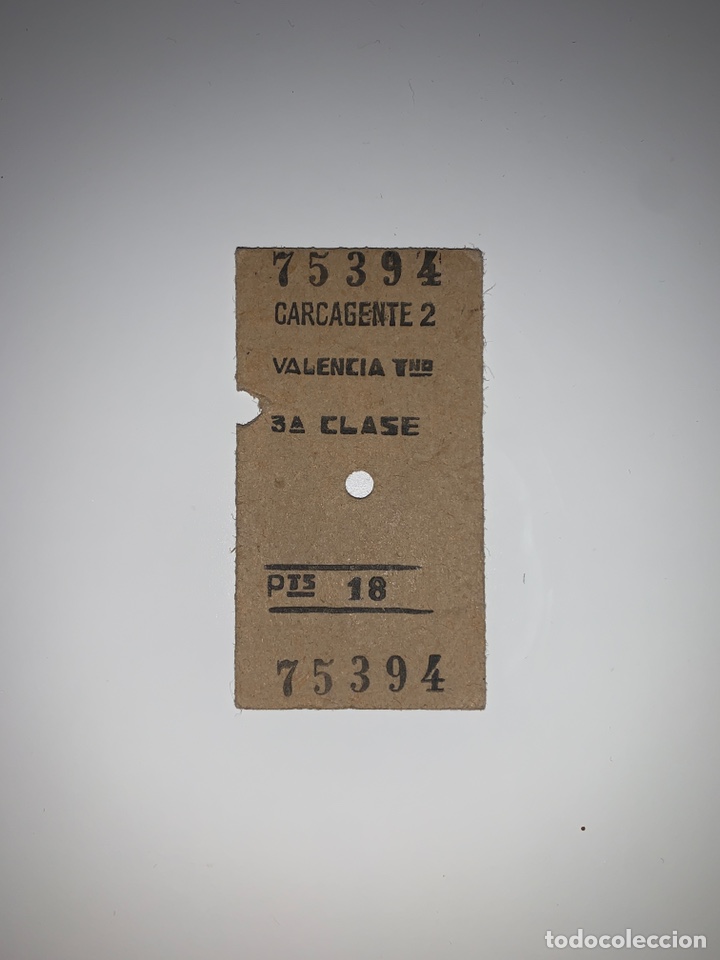 75394
CARCAGENTE 2
VALENCIA Tno
3A CLASE
PTS 18
75394
todocoleccion